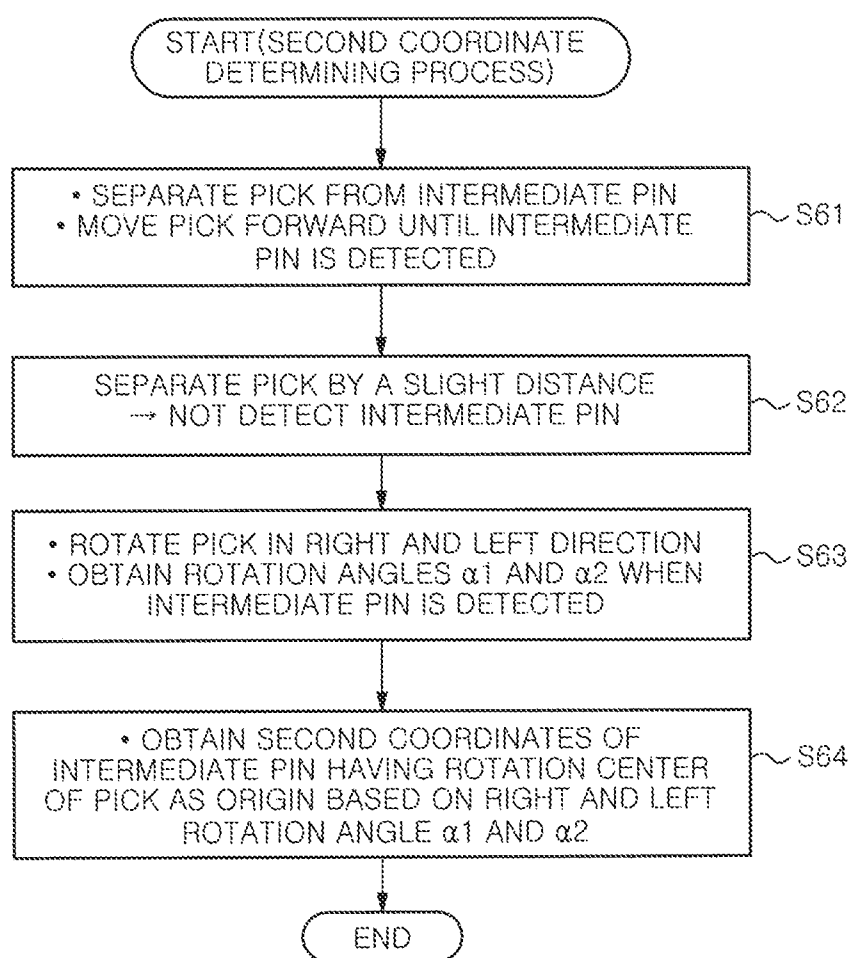 START(SECOND COORDINATE
DETERMINING PROCESS)
• SEPARATE PICK FROM INTERMEDIATE PIN
• MOVE PICK FORWARD UNTIL INTERMEDIATE
PIN IS DETECTED
S61
SEPARATE PICK BY A SLIGHT DISTANCE
→ NOT DETECT INTERMEDIATE PIN
S62
• ROTATE PICK IN RIGHT AND LEFT DIRECTION
• OBTAIN ROTATION ANGLES α1 AND α2 WHEN
INTERMEDIATE PIN IS DETECTED
S63
• OBTAIN SECOND COORDINATES OF
INTERMEDIATE PIN HAVING ROTATION CENTER
OF PICK AS ORIGIN BASED ON RIGHT AND LEFT
ROTATION ANGLE α1 AND α2
S64
END